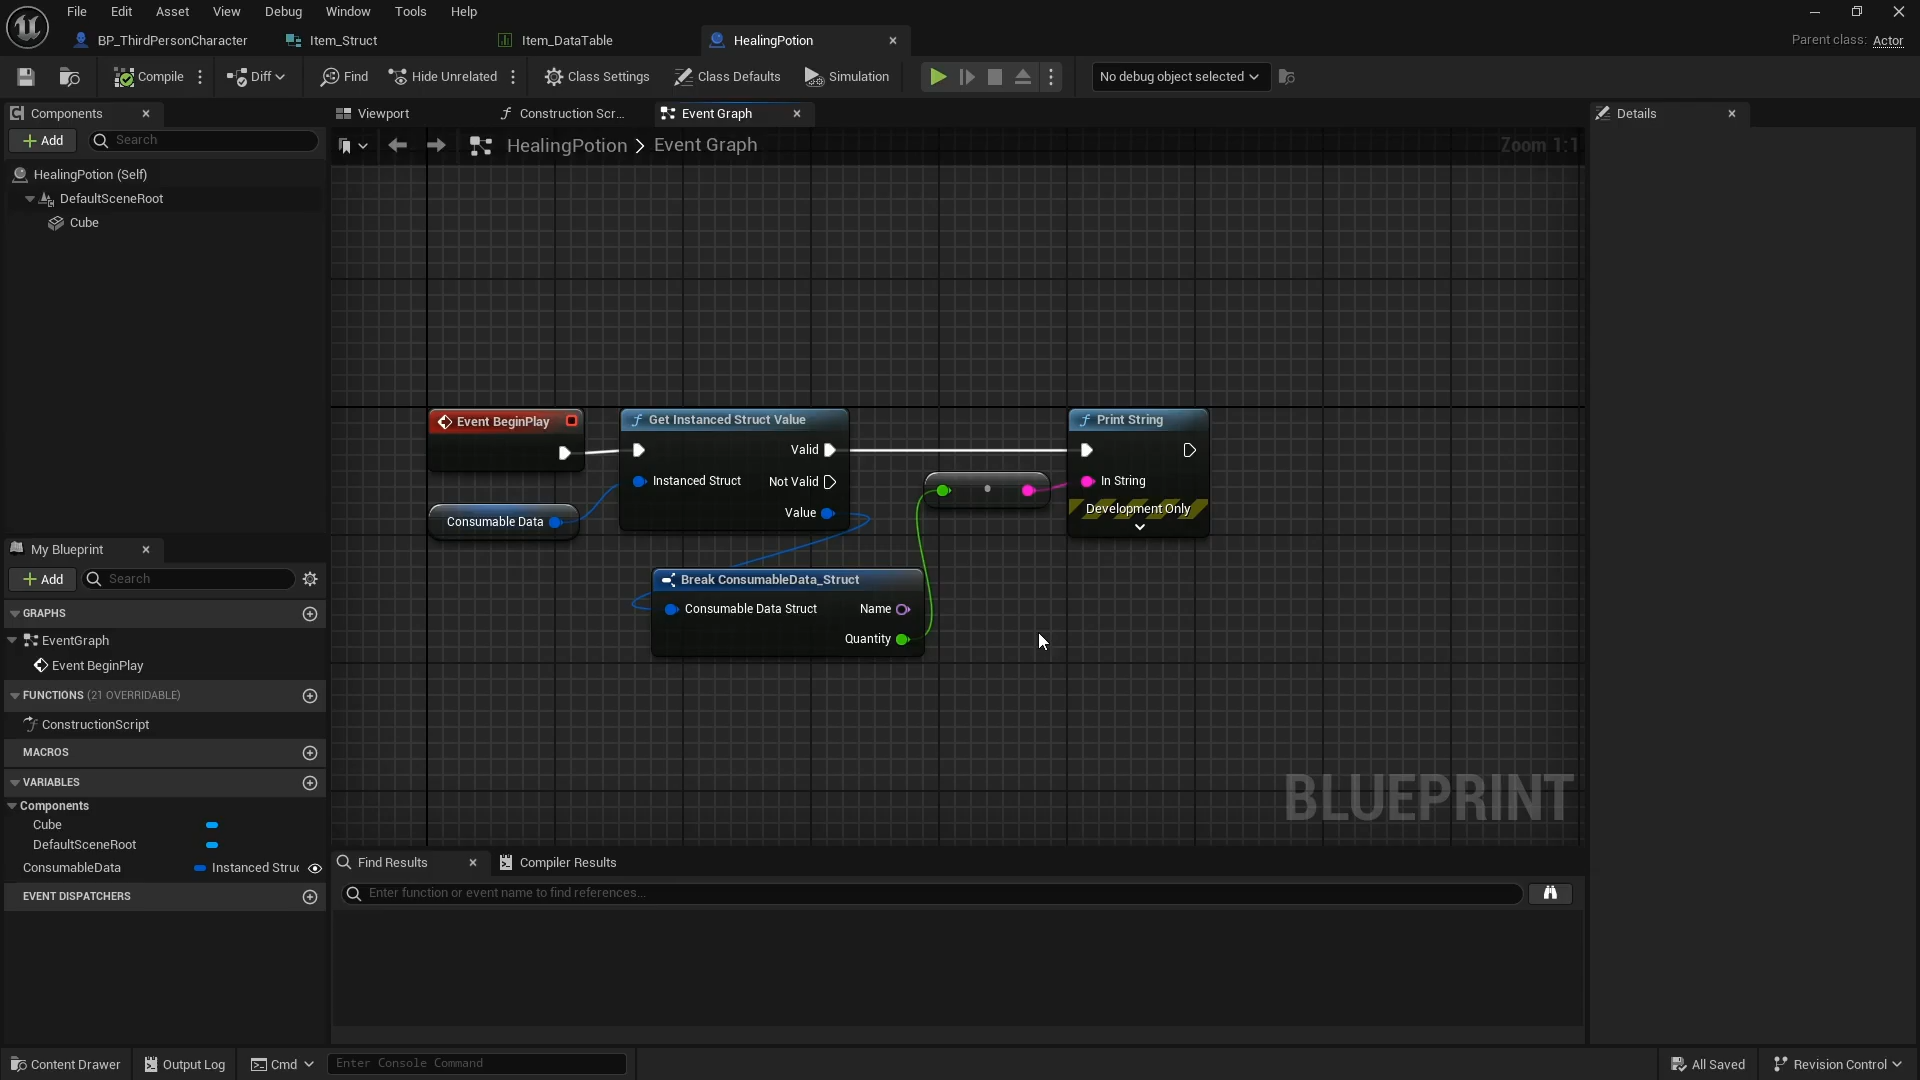 File Edit Asset View Debug Window Tools Help
BP_ThirdPersonCharacter Item_Struct Item_DataTable HealingPotion Parent class: Actor
Compile Diff Find Hide Unrelated Class Settings Class Defaults Simulation No debug object selected
Components Viewport Construction Scr... Event Graph Details
Add Search HealingPotion > Event Graph Zoom 1:1
HealingPotion (Self)
DefaultSceneRoot
Cube
Event BeginPlay
Consumable Data
Get Instanced Struct Value
Valid
Instanced Struct Not Valid
Value
Break ConsumableData_Struct
Consumable Data Struct Name
Quantity
Print String
In String
Development Only
BLUEPRINT
My Blueprint
Add Search
GRAPHS
EventGraph
Event BeginPlay
FUNCTIONS (21 OVERRIDABLE)
ConstructionScript
MACROS
VARIABLES
Components
Cube
DefaultSceneRoot
ConsumableData Instanced Struc
EVENT DISPATCHERS
Find Results Compiler Results
Enter function or event name to find references...
Content Drawer Output Log Cmd Enter Console Command All Saved Revision Control